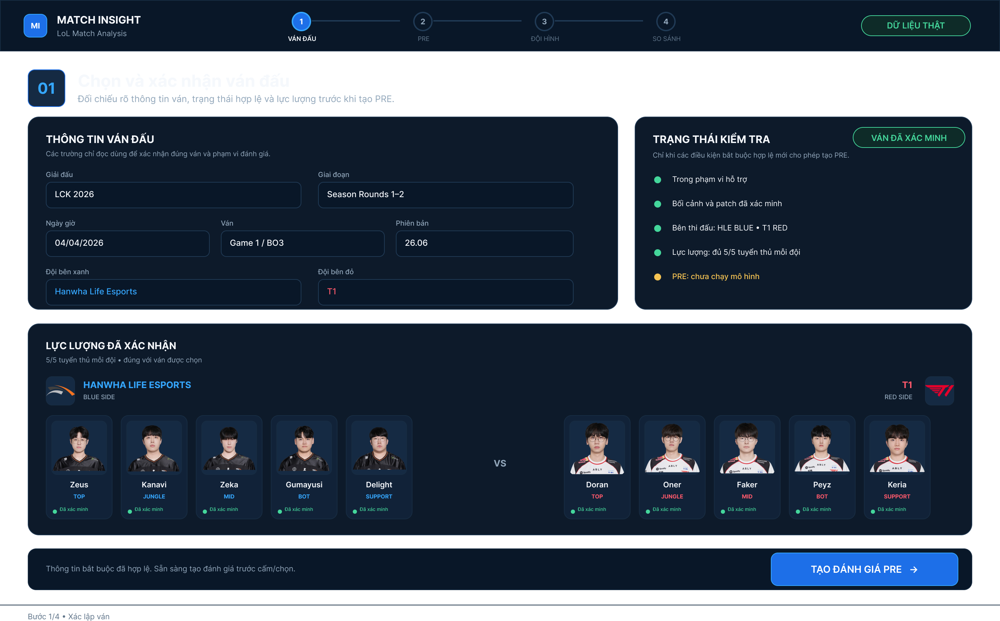 MI
MATCH INSIGHT
LoL Match Analysis
1
VÁN ĐẤU
2
PRE
3
ĐỘI HÌNH
4
SO SÁNH
DỮ LIỆU THẬT
01
Chọn và xác nhận ván đấu
Đối chiếu rõ thông tin ván, trạng thái hợp lệ và lực lượng trước khi tạo PRE.
THÔNG TIN VÁN ĐẤU
Các trường chỉ đọc dùng để xác nhận đúng ván và phạm vi đánh giá.
Giải đấu
Giai đoạn
LCK 2026
Season Rounds 1–2
Ngày giờ
Ván
Phiên bản
04/04/2026
Game 1 / BO3
26.06
Đội bên xanh
Đội bên đỏ
Hanwha Life Esports
T1
TRẠNG THÁI KIỂM TRA
VÁN ĐÃ XÁC MINH
Chỉ khi các điều kiện bắt buộc hợp lệ mới cho phép tạo PRE.
Trong phạm vi hỗ trợ
Bối cảnh và patch đã xác minh
Bên thi đấu: HLE BLUE • T1 RED
Lực lượng: đủ 5/5 tuyển thủ mỗi đội
PRE: chưa chạy mô hình
LỰC LƯỢNG ĐÃ XÁC NHẬN
5/5 tuyển thủ mỗi đội • đúng với ván được chọn
HANWHA LIFE ESPORTS
BLUE SIDE
T1
RED SIDE
Zeus
TOP
Đã xác minh
Kanavi
JUNGLE
Đã xác minh
Zeka
MID
Đã xác minh
Gumayusi
BOT
Đã xác minh
Delight
SUPPORT
Đã xác minh
VS
ABLY
Spotify
Doran
TOP
Đã xác minh
ABLY
Spotify
Oner
JUNGLE
Đã xác minh
ABLY
Spotify
Faker
MID
Đã xác minh
ABLY
Spotify
Peyz
BOT
Đã xác minh
ABLY
Spotify
Keria
SUPPORT
Đã xác minh
Thông tin bắt buộc đã hợp lệ. Sẵn sàng tạo đánh giá trước cấm/chọn.
TẠO ĐÁNH GIÁ PRE →
Bước 1/4 • Xác lập ván